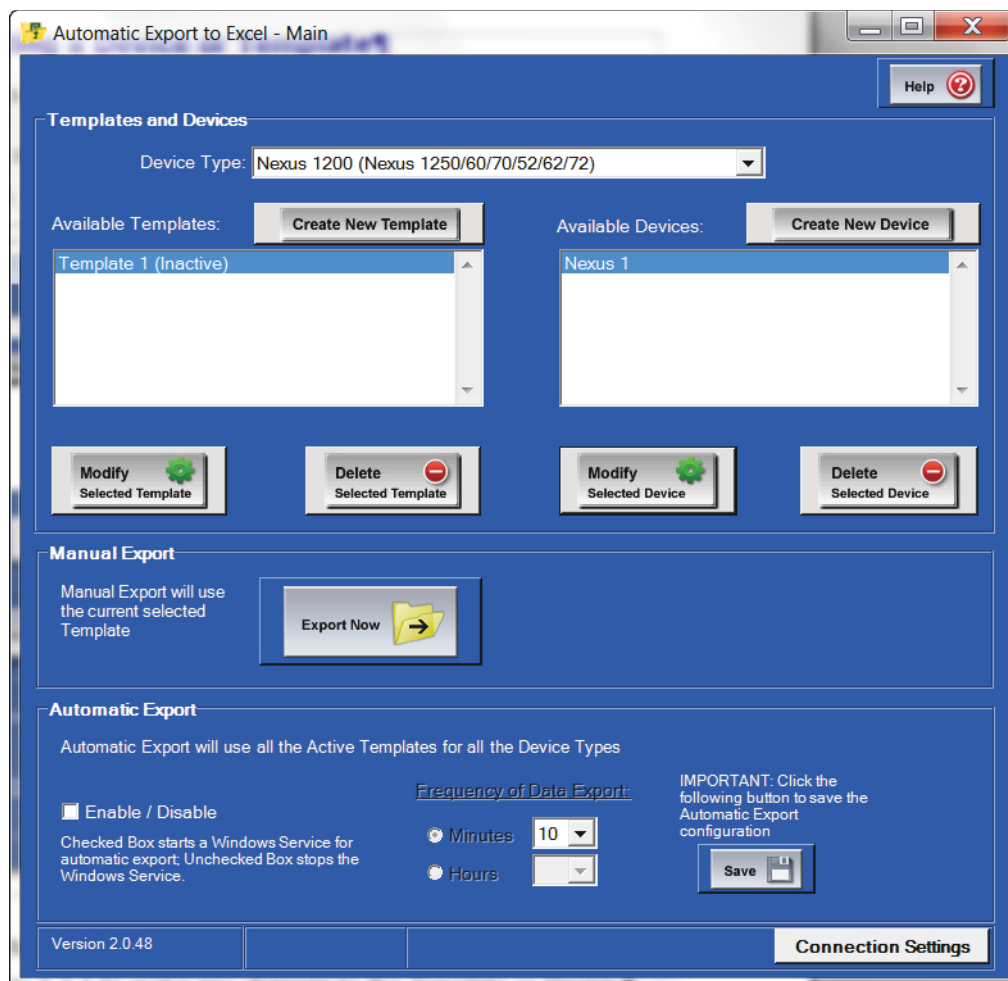 Automatic Export to Excel - Main
Help
Templates and Devices
Device Type: Nexus 1200 (Nexus 1250/60/70/52/62/72)
Available Templates:
Create New Template
Available Devices:
Create New Device
Template 1 (Inactive)
Nexus 1
Modify
Selected Template
Delete
Selected Template
Modify
Selected Device
Delete
Selected Device
Manual Export
Manual Export will use
the current selected
Template
Export Now
Automatic Export
Automatic Export will use all the Active Templates for all the Device Types
Enable / Disable
Checked Box starts a Windows Service for
automatic export; Unchecked Box stops the
Windows Service.
Frequency of Data Export:
Minutes 10
Hours
IMPORTANT: Click the
following button to save the
Automatic Export
configuration
Save
Version 2.0.48
Connection Settings